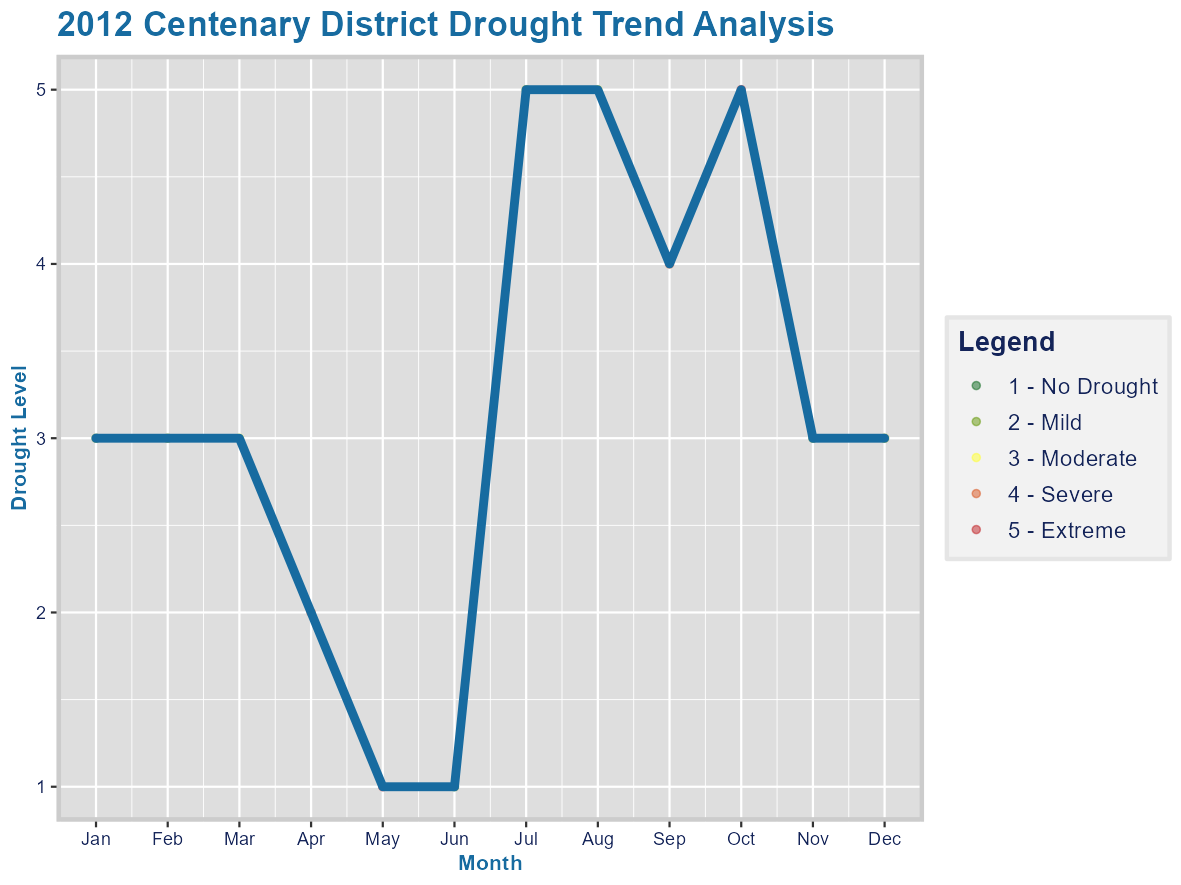 2012 Centenary District Drought Trend Analysis
5
4
3
2
1
Drought Level
Jan Feb Mar Apr May Jun Jul Aug Sep Oct Nov Dec
Month
Legend
1 - No Drought
2 - Mild
3 - Moderate
4 - Severe
5 - Extreme